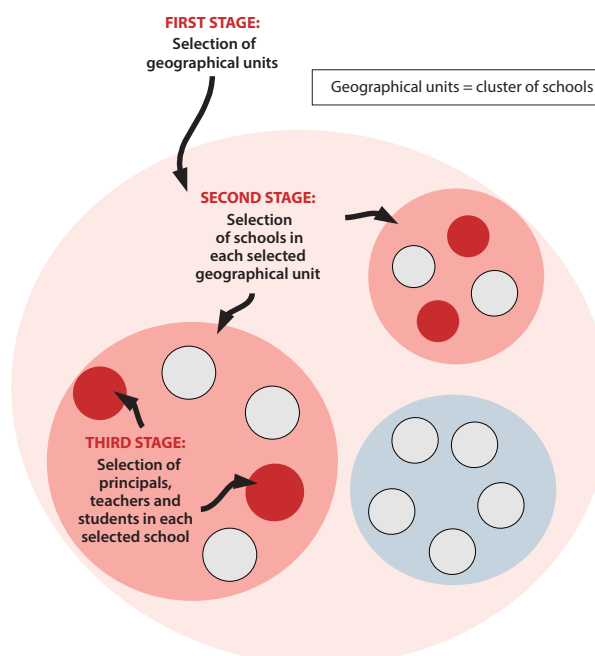 FIRST STAGE:
Selection of
geographical units
Geographical units = cluster of schools
SECOND STAGE:
Selection
of schools in
each selected
geographical unit
THIRD STAGE:
Selection of
principals,
teachers and
students in each
selected school